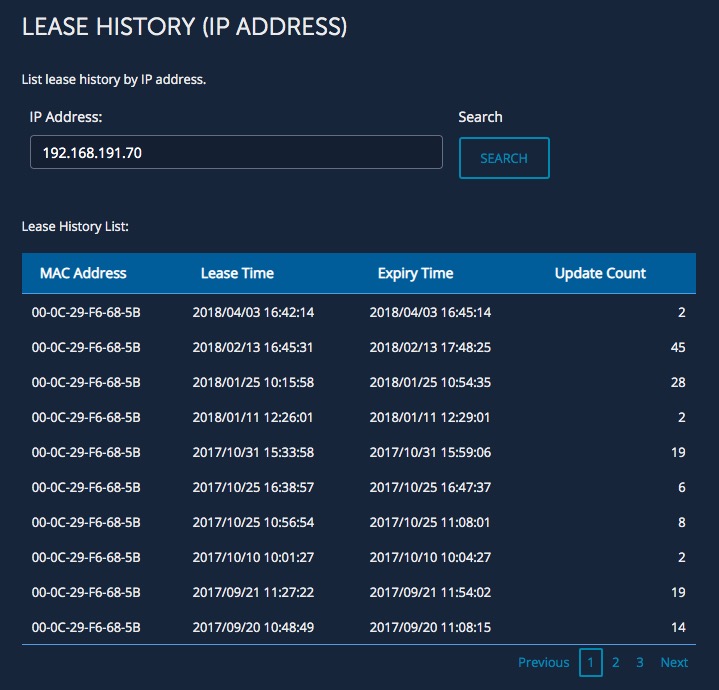 LEASE HISTORY (IP ADDRESS)
List lease history by IP address.
IP Address: Search
192.168.191.70 SEARCH
Lease History List:
MAC Address Lease Time Expiry Time Update Count
00-0C-29-F6-68-5B 2018/04/03 16:42:14 2018/04/03 16:45:14 2
00-0C-29-F6-68-5B 2018/02/13 16:45:31 2018/02/13 17:48:25 45
00-0C-29-F6-68-5B 2018/01/25 10:15:58 2018/01/25 10:54:35 28
00-0C-29-F6-68-5B 2018/01/11 12:26:01 2018/01/11 12:29:01 2
00-0C-29-F6-68-5B 2017/10/31 15:33:58 2017/10/31 15:59:06 19
00-0C-29-F6-68-5B 2017/10/25 16:38:57 2017/10/25 16:47:37 6
00-0C-29-F6-68-5B 2017/10/25 10:56:54 2017/10/25 11:08:01 8
00-0C-29-F6-68-5B 2017/10/10 10:01:27 2017/10/10 10:04:27 2
00-0C-29-F6-68-5B 2017/09/21 11:27:22 2017/09/21 11:54:02 19
00-0C-29-F6-68-5B 2017/09/20 10:48:49 2017/09/20 11:08:15 14
Previous 1 2 3 Next